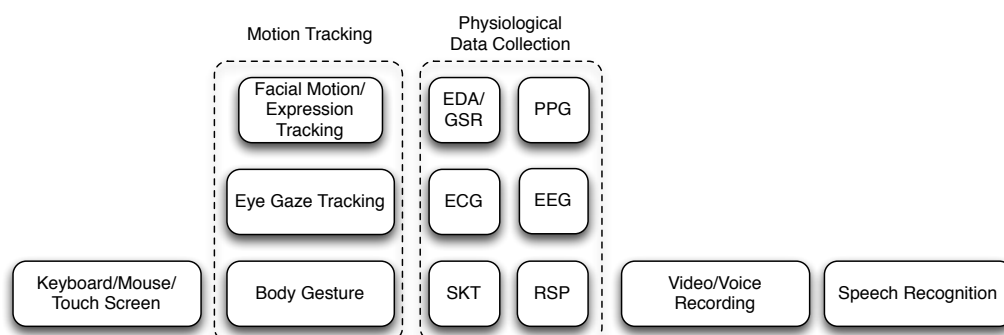 Motion Tracking
Physiological
Data Collection
Facial Motion/
Expression
Tracking
EDA/
GSR
PPG
Eye Gaze Tracking
ECG
EEG
Keyboard/Mouse/
Touch Screen
Body Gesture
SKT
RSP
Video/Voice
Recording
Speech Recognition